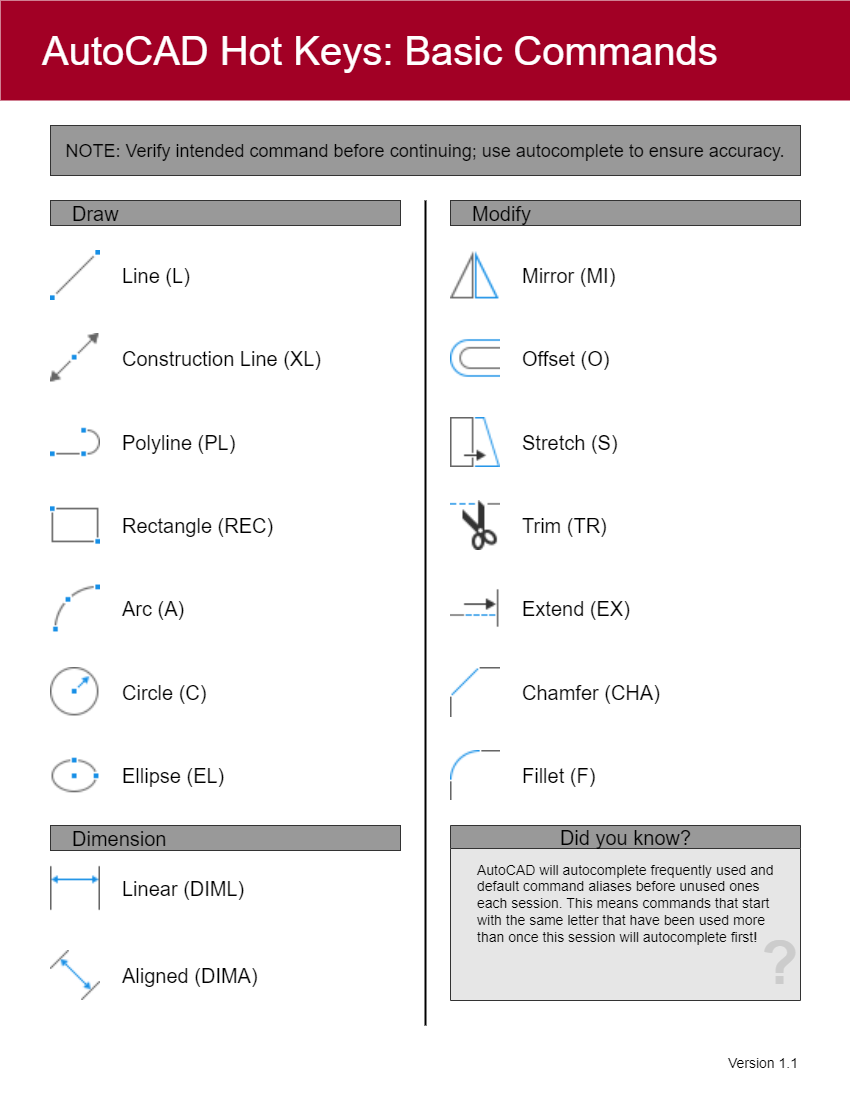 AutoCAD Hot Keys: Basic Commands
NOTE: Verify intended command before continuing; use autocomplete to ensure accuracy.
Draw
Line (L)
Construction Line (XL)
Polyline (PL)
Rectangle (REC)
Arc (A)
Circle (C)
Ellipse (EL)
Dimension
Linear (DIML)
Aligned (DIMA)
Modify
Mirror (MI)
Offset (O)
Stretch (S)
Trim (TR)
Extend (EX)
Chamfer (CHA)
Fillet (F)
Did you know?
AutoCAD will autocomplete frequently used and
default command aliases before unused ones
each session. This means commands that start
with the same letter that have been used more
than once this session will autocomplete first!
?
Version 1.1